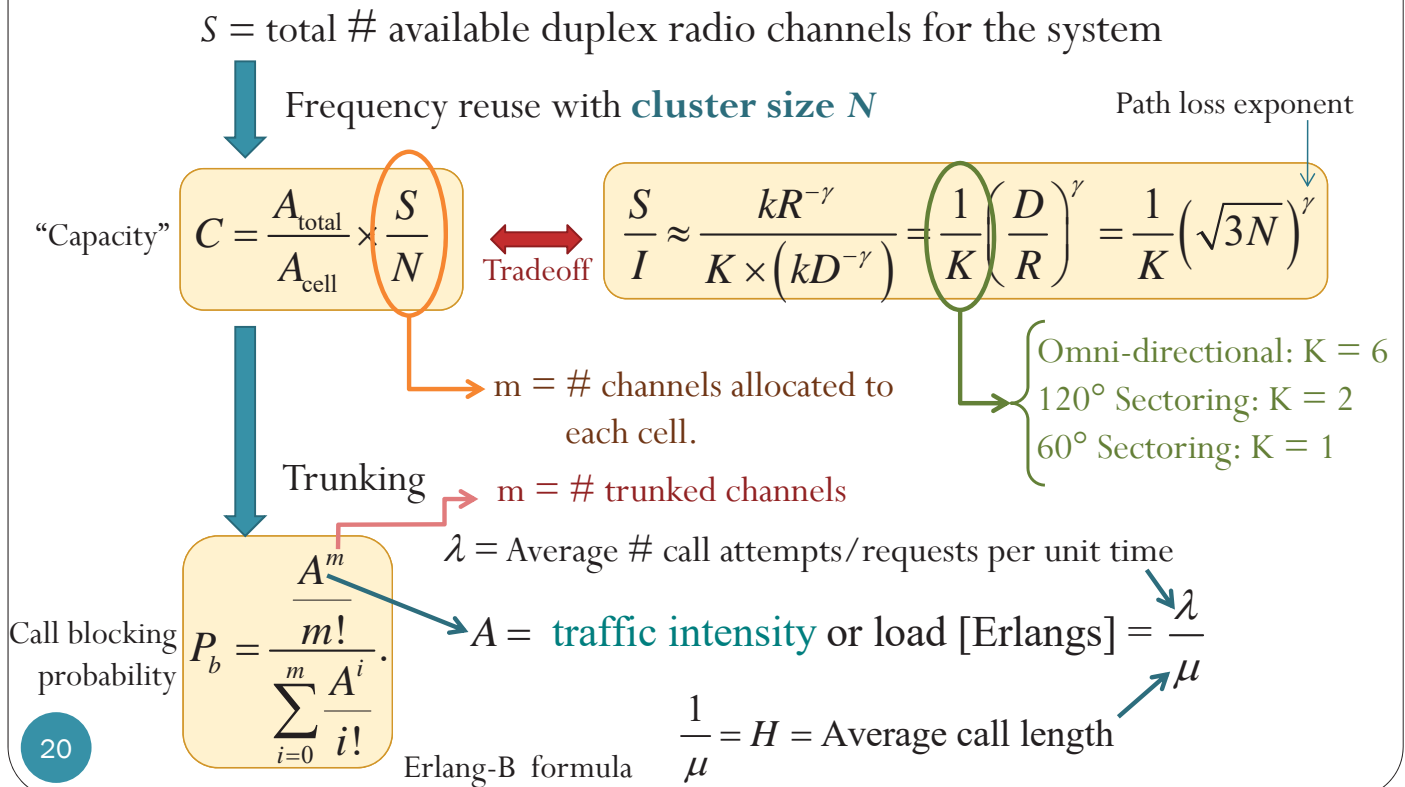 S = total # available duplex radio channels for the system
Frequency reuse with cluster size N
Path loss exponent
"Capacity"
C = A_total / A_cell × S / N
Tradeoff
S / I ≈ kR^{-γ} / (K × (kD^{-γ})) = 1/K (D/R)^γ = 1/K (√3N)^γ
m = # channels allocated to
each cell.
Omni-directional: K = 6
120° Sectoring: K = 2
60° Sectoring: K = 1
Trunking
m = # trunked channels
λ = Average # call attempts/requests per unit time
Call blocking
probability
P_b = (A^m / m!) / (∑_{i=0}^{m} A^i / i!).
A = traffic intensity or load [Erlangs] = λ / μ
1/μ = H = Average call length
Erlang-B formula
20